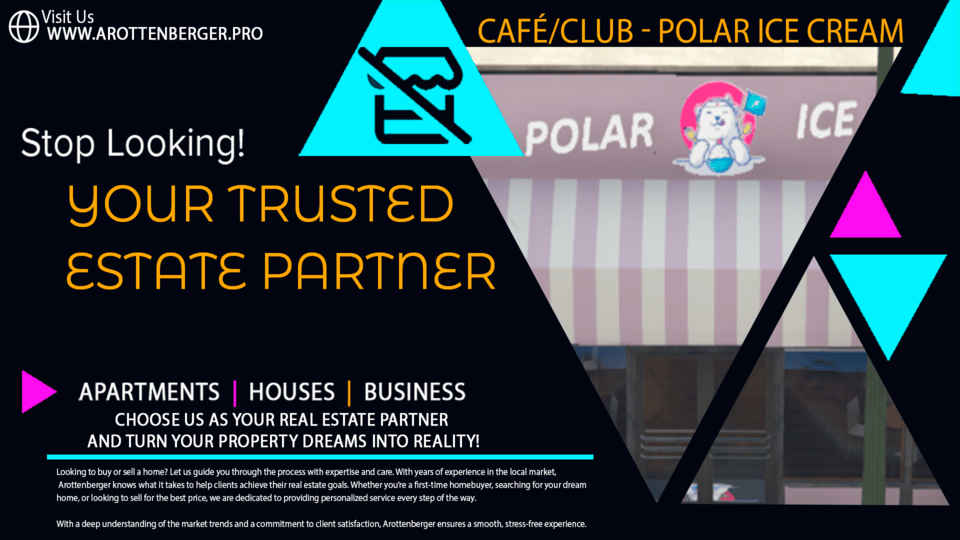 Visit Us
WWW.AROTTENBERGER.PRO
CAFÉ/CLUB - POLAR ICE CREAM
POLAR ICE
Stop Looking!
YOUR TRUSTED
ESTATE PARTNER
APARTMENTS | HOUSES | BUSINESS
CHOOSE US AS YOUR REAL ESTATE PARTNER
AND TURN YOUR PROPERTY DREAMS INTO REALITY!
Looking to buy or sell a home? Let us guide you through the process with expertise and care. With years of experience in the local market,
Arottenberger knows what it takes to help clients achieve their real estate goals. Whether you're a first-time homebuyer, searching for your dream
home, or looking to sell for the best price, we are dedicated to providing personalized service every step of the way.
With a deep understanding of the market trends and a commitment to client satisfaction, Arottenberger ensures a smooth, stress-free experience.